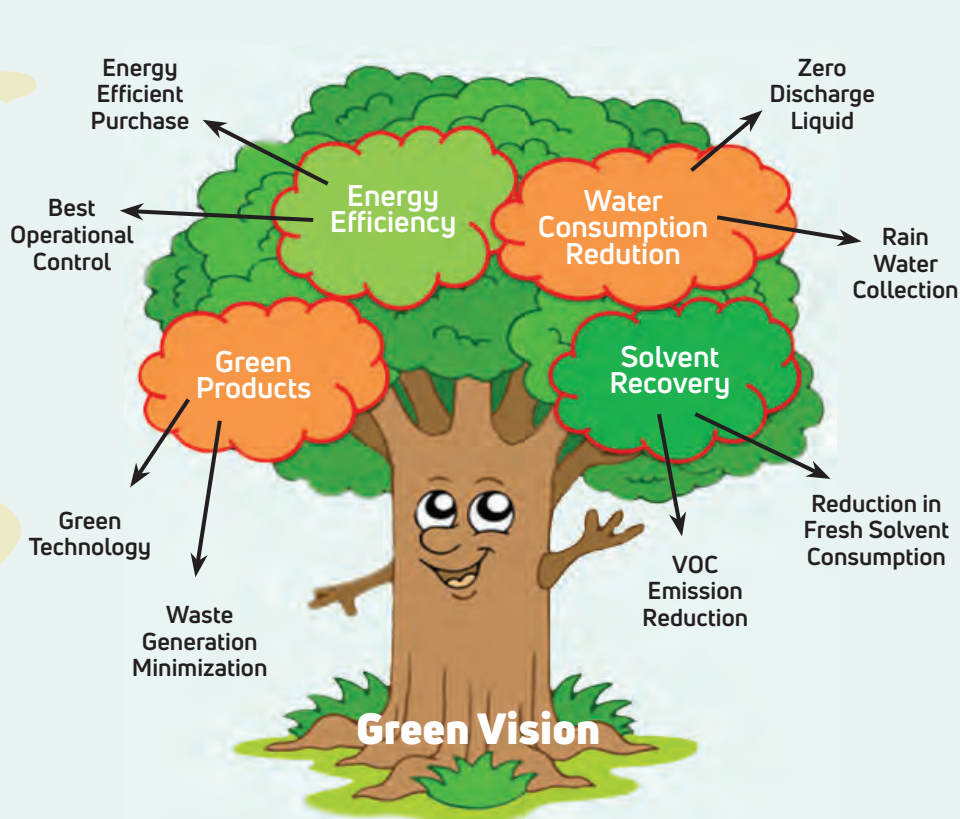 Energy
Efficient
Purchase
Zero
Discharge
Liquid
Energy
Efficiency
Water
Consumption
Redution
Best
Operational
Control
Rain
Water
Collection
Green
Products
Solvent
Recovery
Green
Technology
Reduction in
Fresh Solvent
Consumption
VOC
Emission
Reduction
Waste
Generation
Minimization
Green Vision